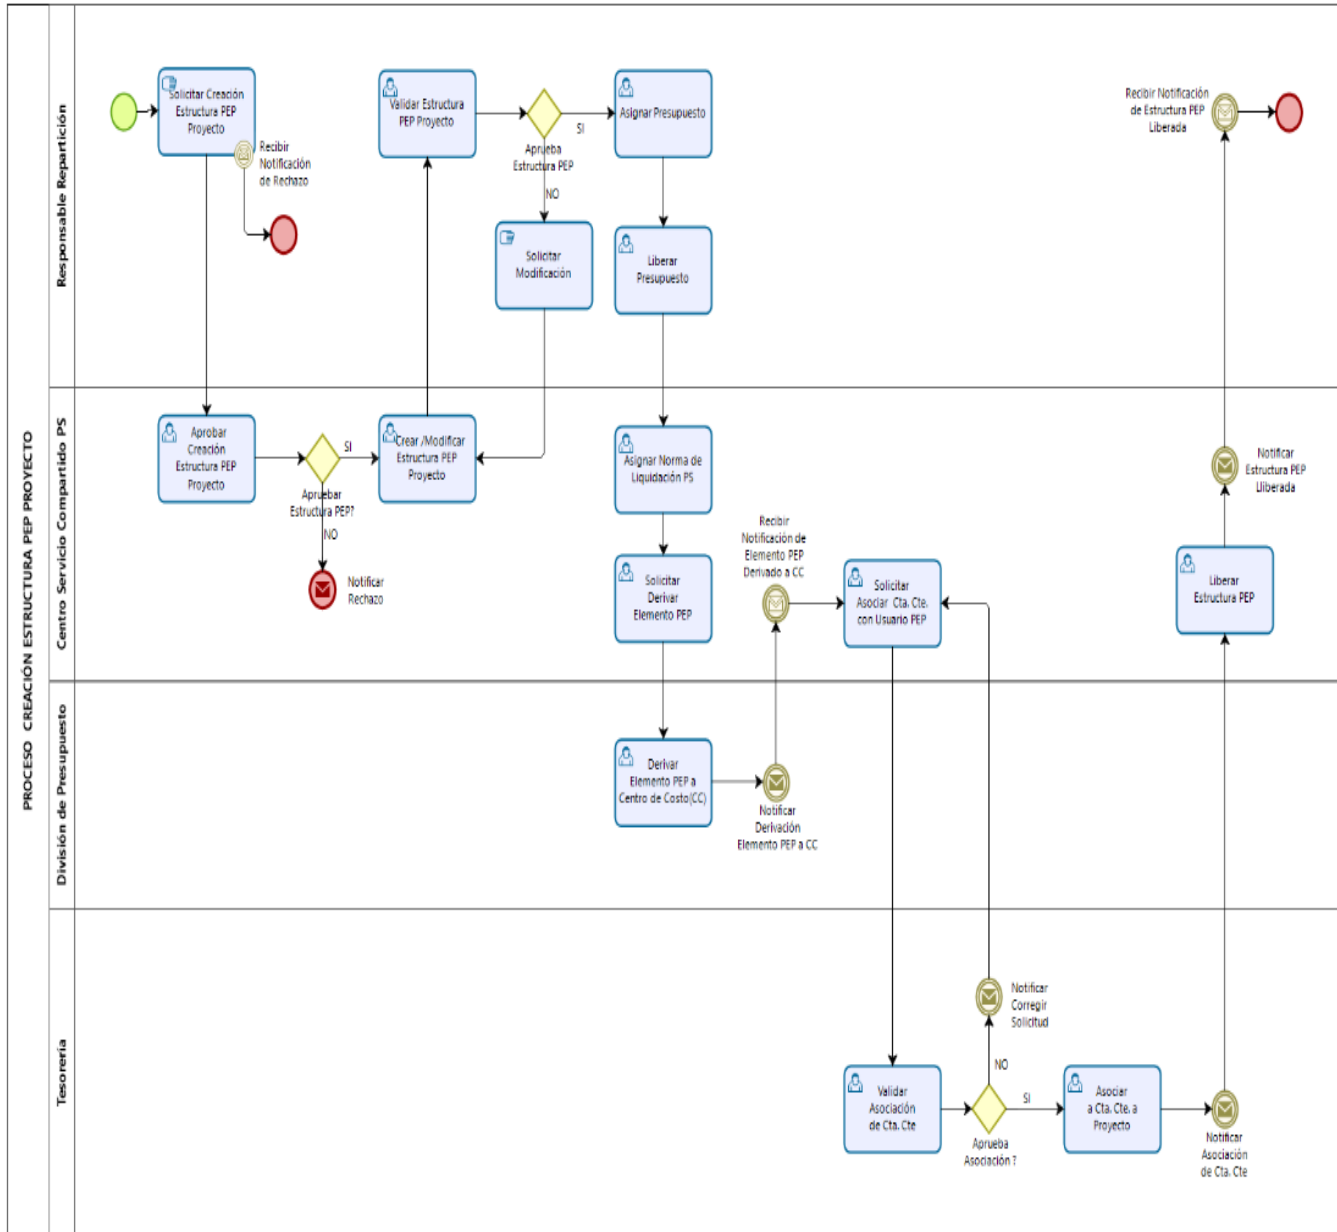 PROCESO CREACIÓN ESTRUCTURA PEP PROYECTO
Responsable Repartición
Solicitar Creación
Estructura PEP
Proyecto
Recibir
Notificación
de Rechazo
Validar Estructura
PEP Proyecto
Aprueba
Estructura PEP
SI
NO
Asignar Presupuesto
Solicitar
Modificación
Liberar
Presupuesto
Recibir Notificación
de Estructura PEP
Liberada
Centro Servicio Compartido PS
Aprobar
Creación
Estructura PEP
Proyecto
SI
Apruebar
Estructura PEP?
NO
Notificar
Rechazo
Crear /Modificar
Estructura PEP
Proyecto
Asignar Norma de
Liquidación PS
Solicitar
Derivar
Elemento PEP
Recibir
Notificación de
Elemento PEP
Derivado a CC
Solicitar
Asociar Cta. Cte.
con Usuario PEP
Notificar
Estructura PEP
Lliberada
Liberar
Estructura PEP
División de Presupuesto
Derivar
Elemento PEP a
Centro de Costo(CC)
Notificar
Derivación
Elemento PEP a CC
Tesorería
Notificar
Corregir
Solicitud
NO
Validar
Asociación
de Cta. Cte
SI
Aprueba
Asociación ?
Asociar
a Cta. Cte. a
Proyecto
Notificar
Asociación
de Cta. Cte